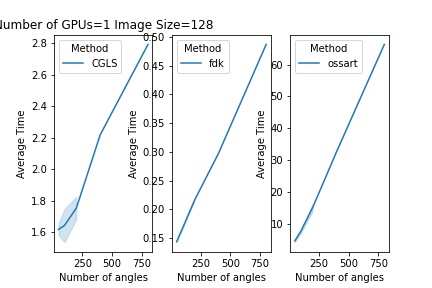 Number of GPUs=1 Image Size=128
Average Time
2.8
2.6
2.4
2.2
2.0
1.8
1.6
Method
CGLS
250
500
750
Number of angles
Average Time
0.50
0.45
0.40
0.35
0.30
0.25
0.20
0.15
Method
fdk
250
500
750
Number of angles
Average Time
60
50
40
30
20
10
Method
ossart
250
500
750
Number of angles